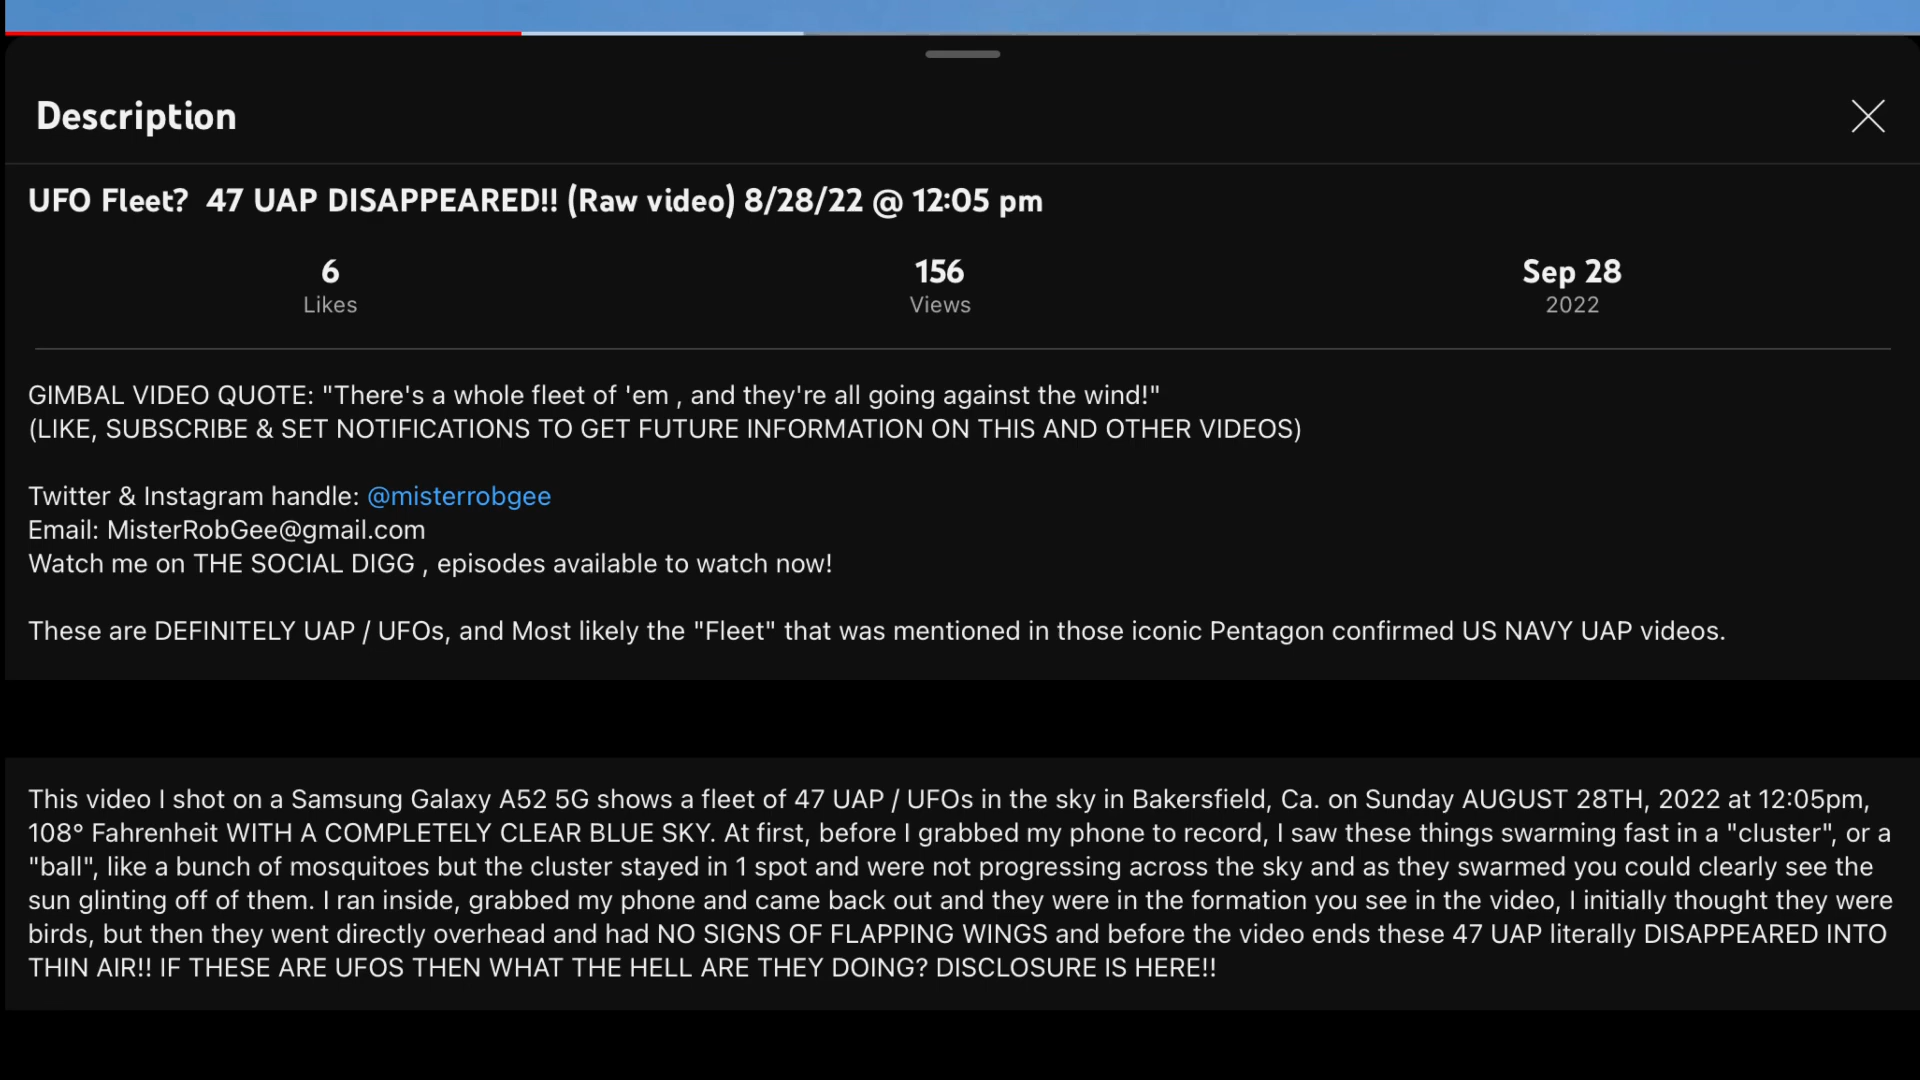 Description
UFO Fleet?  47 UAP DISAPPEARED!! (Raw video) 8/28/22 @ 12:05 pm
6
Likes
156
Views
Sep 28
2022
GIMBAL VIDEO QUOTE: "There's a whole fleet of 'em , and they're all going against the wind!"
(LIKE, SUBSCRIBE & SET NOTIFICATIONS TO GET FUTURE INFORMATION ON THIS AND OTHER VIDEOS)
Twitter & Instagram handle: @misterrobgee
Email: MisterRobGee@gmail.com
Watch me on THE SOCIAL DIGG , episodes available to watch now!
These are DEFINITELY UAP / UFOs, and Most likely the "Fleet" that was mentioned in those iconic Pentagon confirmed US NAVY UAP videos.
This video I shot on a Samsung Galaxy A52 5G shows a fleet of 47 UAP / UFOs in the sky in Bakersfield, Ca. on Sunday AUGUST 28TH, 2022 at 12:05pm,
108° Fahrenheit WITH A COMPLETELY CLEAR BLUE SKY. At first, before I grabbed my phone to record, I saw these things swarming fast in a "cluster", or a
"ball", like a bunch of mosquitoes but the cluster stayed in 1 spot and were not progressing across the sky and as they swarmed you could clearly see the
sun glinting off of them. I ran inside, grabbed my phone and came back out and they were in the formation you see in the video, I initially thought they were
birds, but then they went directly overhead and had NO SIGNS OF FLAPPING WINGS and before the video ends these 47 UAP literally DISAPPEARED INTO
THIN AIR!! IF THESE ARE UFOS THEN WHAT THE HELL ARE THEY DOING? DISCLOSURE IS HERE!!